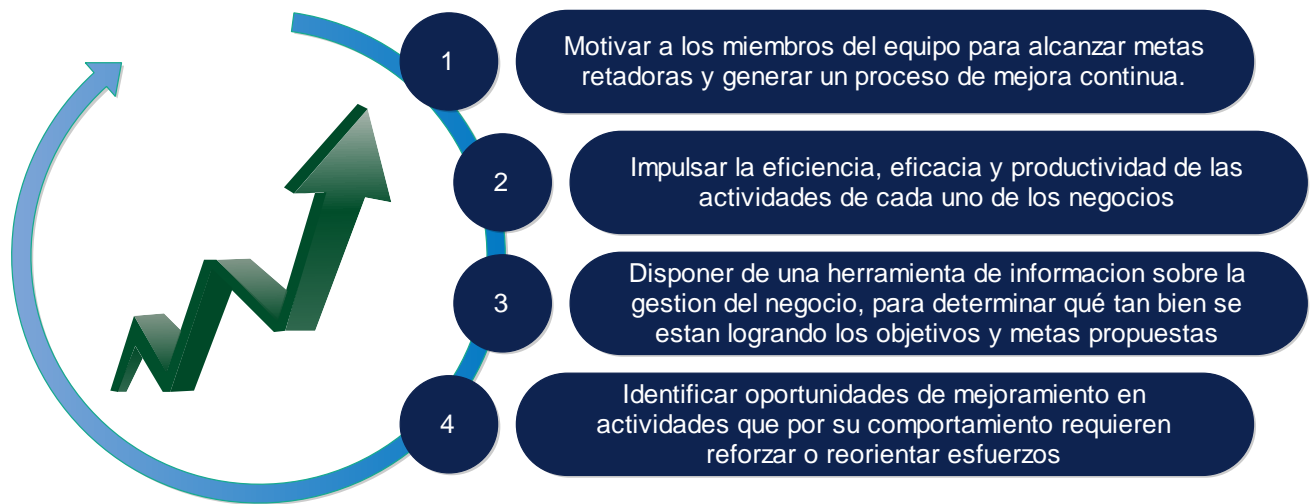 1
Motivar a los miembros del equipo para alcanzar metas
retadoras y generar un proceso de mejora continua.
2
Impulsar la eficiencia, eficacia y productividad de las
actividades de cada uno de los negocios
3
Disponer de una herramienta de informacion sobre la
gestion del negocio, para determinar qué tan bien se
estan logrando los objetivos y metas propuestas
4
Identificar oportunidades de mejoramiento en
actividades que por su comportamiento requieren
reforzar o reorientar esfuerzos